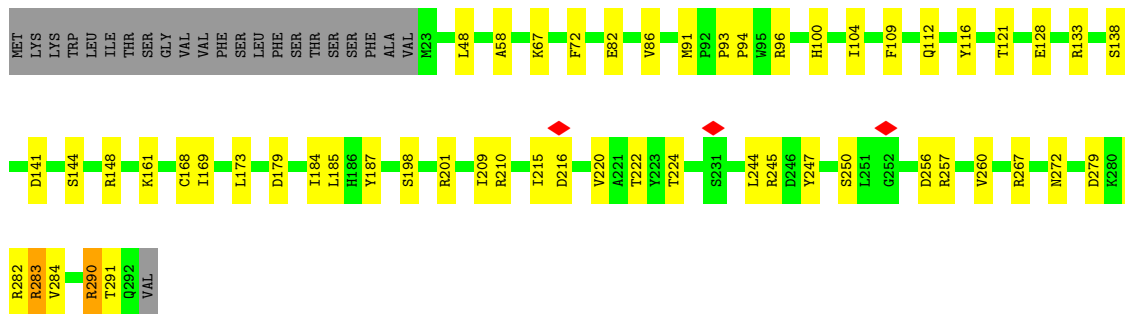 MET LYS LYS TRP LEU ILE THR SER GLY VAL VAL PHE SER LEU PHE SER THR SER SER PHE ALA VAL M23 L48 A58 K67 F72 E82 V86 M91 P92 P93 P94 W95 R96 H100 I104 F109 Q112 Y116 T121 E128 R133 S138
D141 S144 R148 K161 C168 I169 L173 D179 I184 L185 H186 Y187 S198 R201 I209 R210 I215 D216 V220 A221 T222 Y223 T224 S231 L244 R245 D246 Y247 S250 L251 G252 D256 R257 V260 R267 N272 D279 K280
R282 R283 V284 R290 T291 Q292 VAL